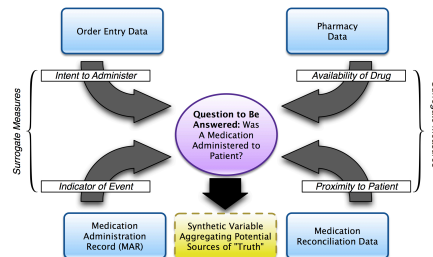 Order Entry Data
Pharmacy
Data
Intent to Administer
Availability of Drug
Surrogate Measures
Question to Be
Answered: Was
A Medication
Administered to
Patient?
Indicator of Event
Proximity to Patient
Medication
Administration
Record (MAR)
Synthetic Variable
Aggregating Potential
Sources of "Truth"
Medication
Reconciliation Data